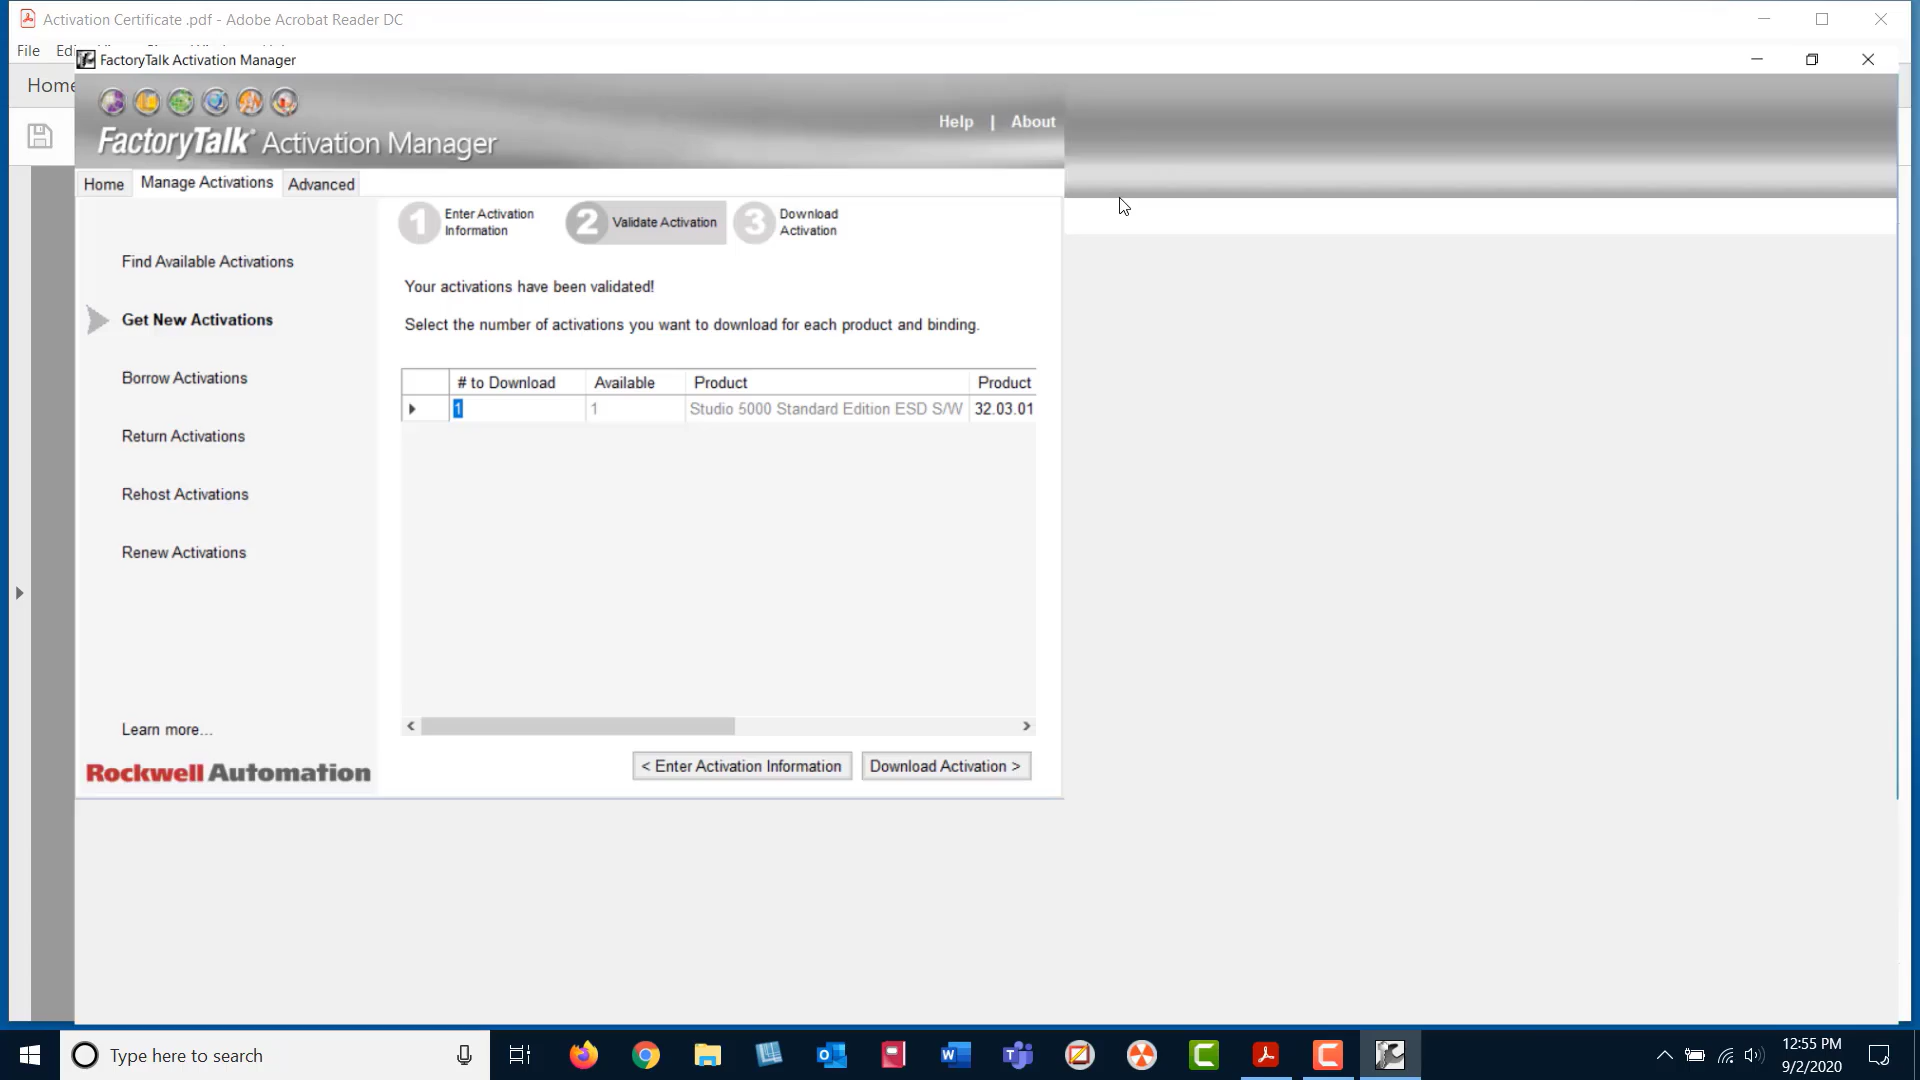 Activation Certificate .pdf - Adobe Acrobat Reader DC
File
FactoryTalk Activation Manager
Home
FactoryTalk Activation Manager
Help | About
Home Manage Activations Advanced
1 Enter Activation Information
2 Validate Activation
3 Download Activation
Find Available Activations
Get New Activations
Borrow Activations
Return Activations
Rehost Activations
Renew Activations
Learn more...
Rockwell Automation
Your activations have been validated!
Select the number of activations you want to download for each product and binding.
# to Download Available Product Product
1 1 Studio 5000 Standard Edition ESD S/W 32.03.01
< Enter Activation Information Download Activation >
Type here to search
12:55 PM
9/2/2020